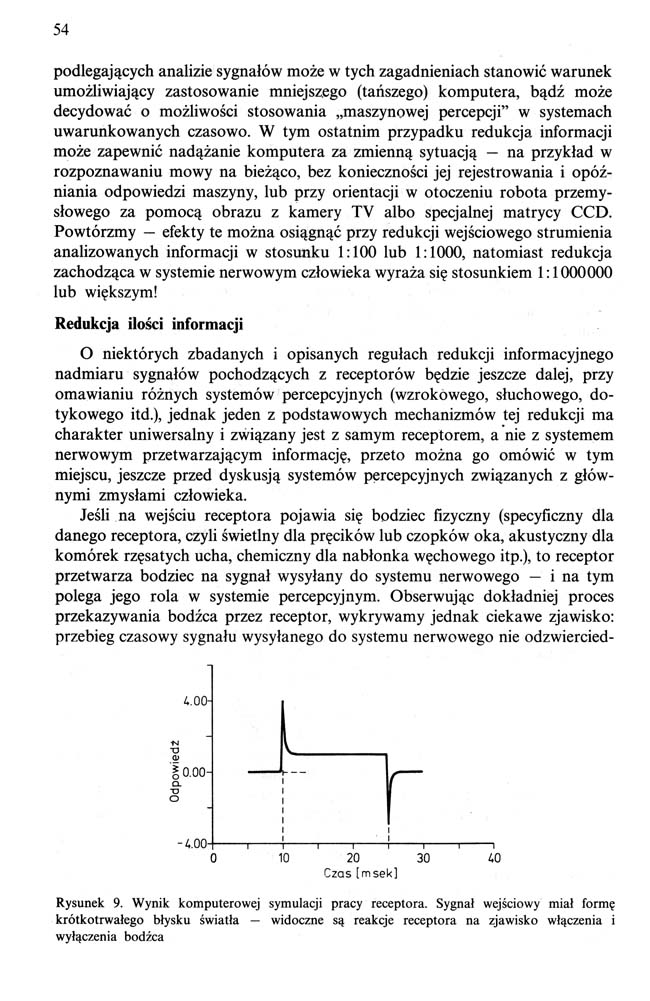 54
podlegających analizie sygnałów może w tych zagadnieniach stanowić warunek
umożliwiający zastosowanie mniejszego (tańszego) komputera, bądź może
decydować o możliwości stosowania „maszynowej percepcji” w systemach
uwarunkowanych czasowo. W tym ostatnim przypadku redukcja informacji
może zapewnić nadążanie komputera za zmienną sytuacją — na przykład w
rozpoznawaniu mowy na bieżąco, bez konieczności jej rejestrowania i opóź-
niania odpowiedzi maszyny, lub przy orientacji w otoczeniu robota przemy-
słowego za pomocą obrazu z kamery TV albo specjalnej matrycy CCD.
Powtórzmy — efekty te można osiągnąć przy redukcji wejściowego strumienia
analizowanych informacji w stosunku 1:100 lub 1:1000, natomiast redukcja
zachodząca w systemie nerwowym człowieka wyraża się stosunkiem 1:1000000
lub większym!
Redukcja ilości informacji
O niektórych zbadanych i opisanych regułach redukcji informacyjnego
nadmiaru sygnałów pochodzących z receptorów będzie jeszcze dalej, przy
omawianiu różnych systemów percepcyjnych (wzrokowego, słuchowego, do-
tykowego itd.), jednak jeden z podstawowych mechanizmów tej redukcji ma
charakter uniwersalny i związany jest z samym receptorem, a nie z systemem
nerwowym przetwarzającym informację, przeto można go omówić w tym
miejscu, jeszcze przed dyskusją systemów percepcyjnych związanych z głów-
nymi zmysłami człowieka.
Jeśli na wejściu receptora pojawia się bodziec fizyczny (specyficzny dla
danego receptora, czyli świetlny dla pręcików lub czopków oka, akustyczny dla
komórek rzęsatych ucha, chemiczny dla nabłonka węchowego itp.), to receptor
przetwarza bodziec na sygnał wysyłany do systemu nerwowego — i na tym
polega jego rola w systemie percepcyjnym. Obserwując dokładniej proces
przekazywania bodźca przez receptor, wykrywamy jednak ciekawe zjawisko:
przebieg czasowy sygnału wysyłanego do systemu nerwowego nie odzwiercied-
4.00
Odpowiedź
0.00
-4.00
0 10 20 30 40
Czas [msek]
Rysunek 9. Wynik komputerowej symulacji pracy receptora. Sygnał wejściowy miał formę
krótkotrwałego błysku światła — widoczne są reakcje receptora na zjawisko włączenia i
wyłączenia bodźca